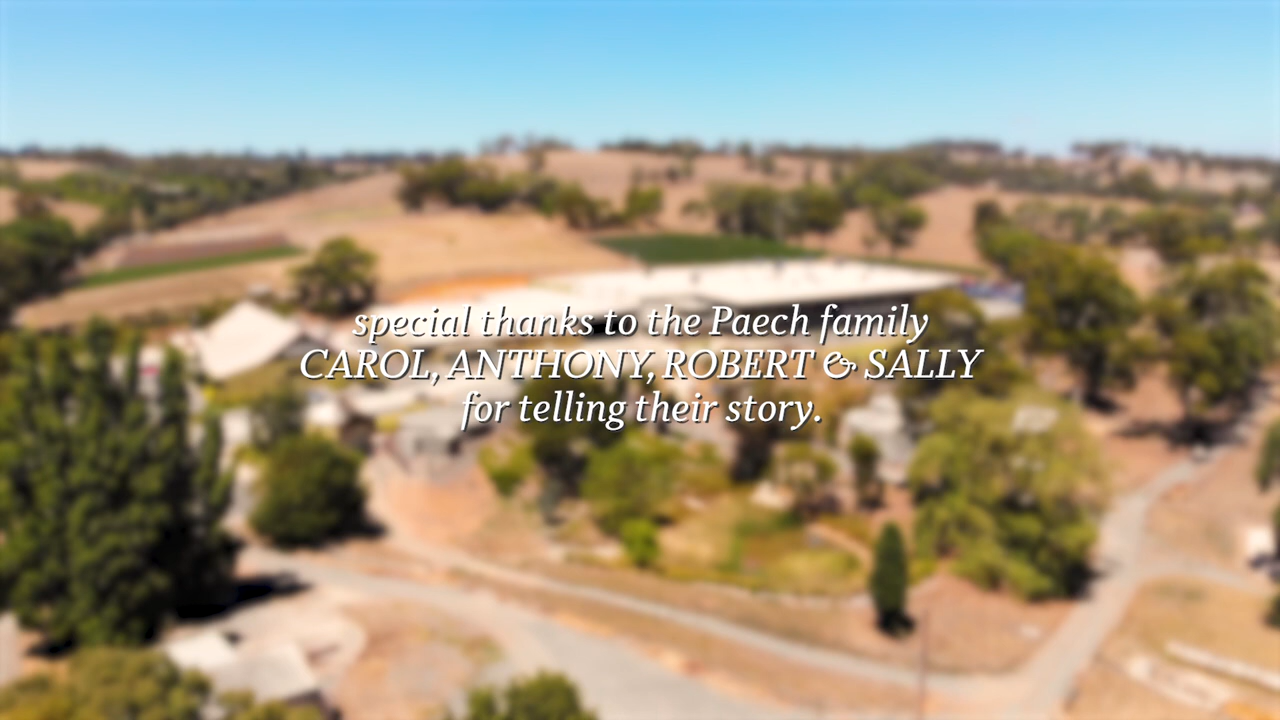 special thanks to the Paech family
CAROL, ANTHONY, ROBERT & SALLY
for telling their story.